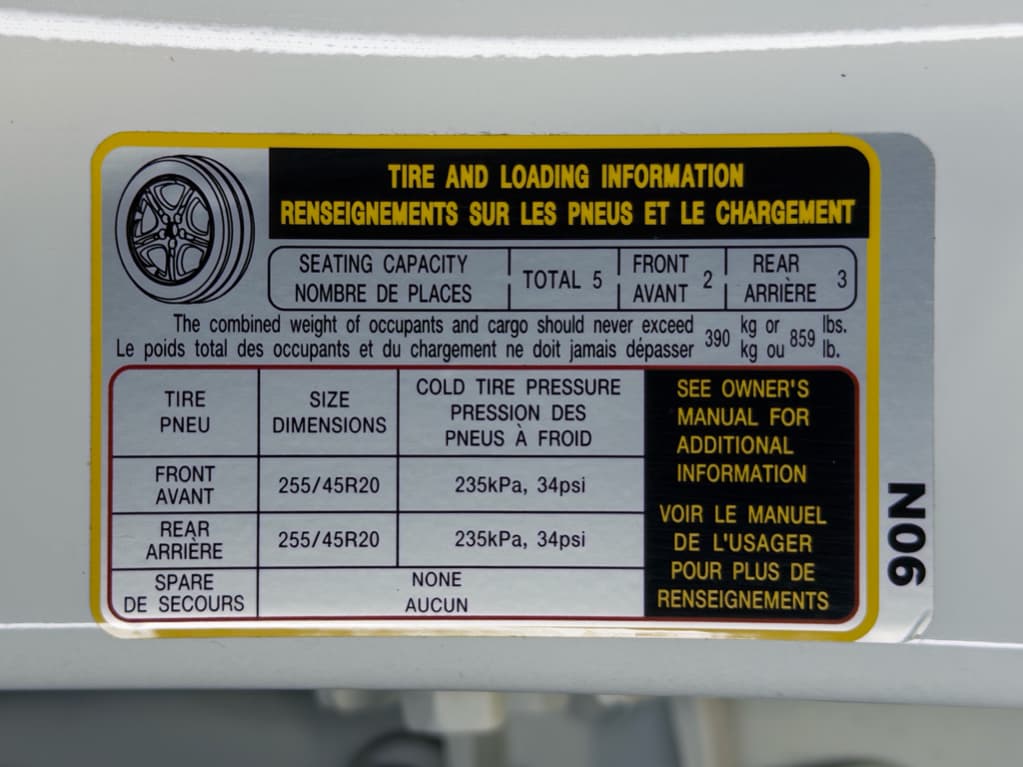 TIRE AND LOADING INFORMATION
RENSEIGNEMENTS SUR LES PNEUS ET LE CHARGEMENT
SEATING CAPACITY
NOMBRE DE PLACES
TOTAL 5
FRONT
AVANT
2
REAR
ARRIÈRE
3
The combined weight of occupants and cargo should never exceed
Le poids total des occupants et du chargement ne doit jamais dépasser
390
kg or
kg ou
859
lbs.
lb.
TIRE
PNEU
SIZE
DIMENSIONS
COLD TIRE PRESSURE
PRESSION DES
PNEUS À FROID
FRONT
AVANT
255/45R20
235kPa, 34psi
REAR
ARRIÈRE
255/45R20
235kPa, 34psi
SPARE
DE SECOURS
NONE
AUCUN
SEE OWNER'S
MANUAL FOR
ADDITIONAL
INFORMATION
VOIR LE MANUEL
DE L'USAGER
POUR PLUS DE
RENSEIGNEMENTS
90N